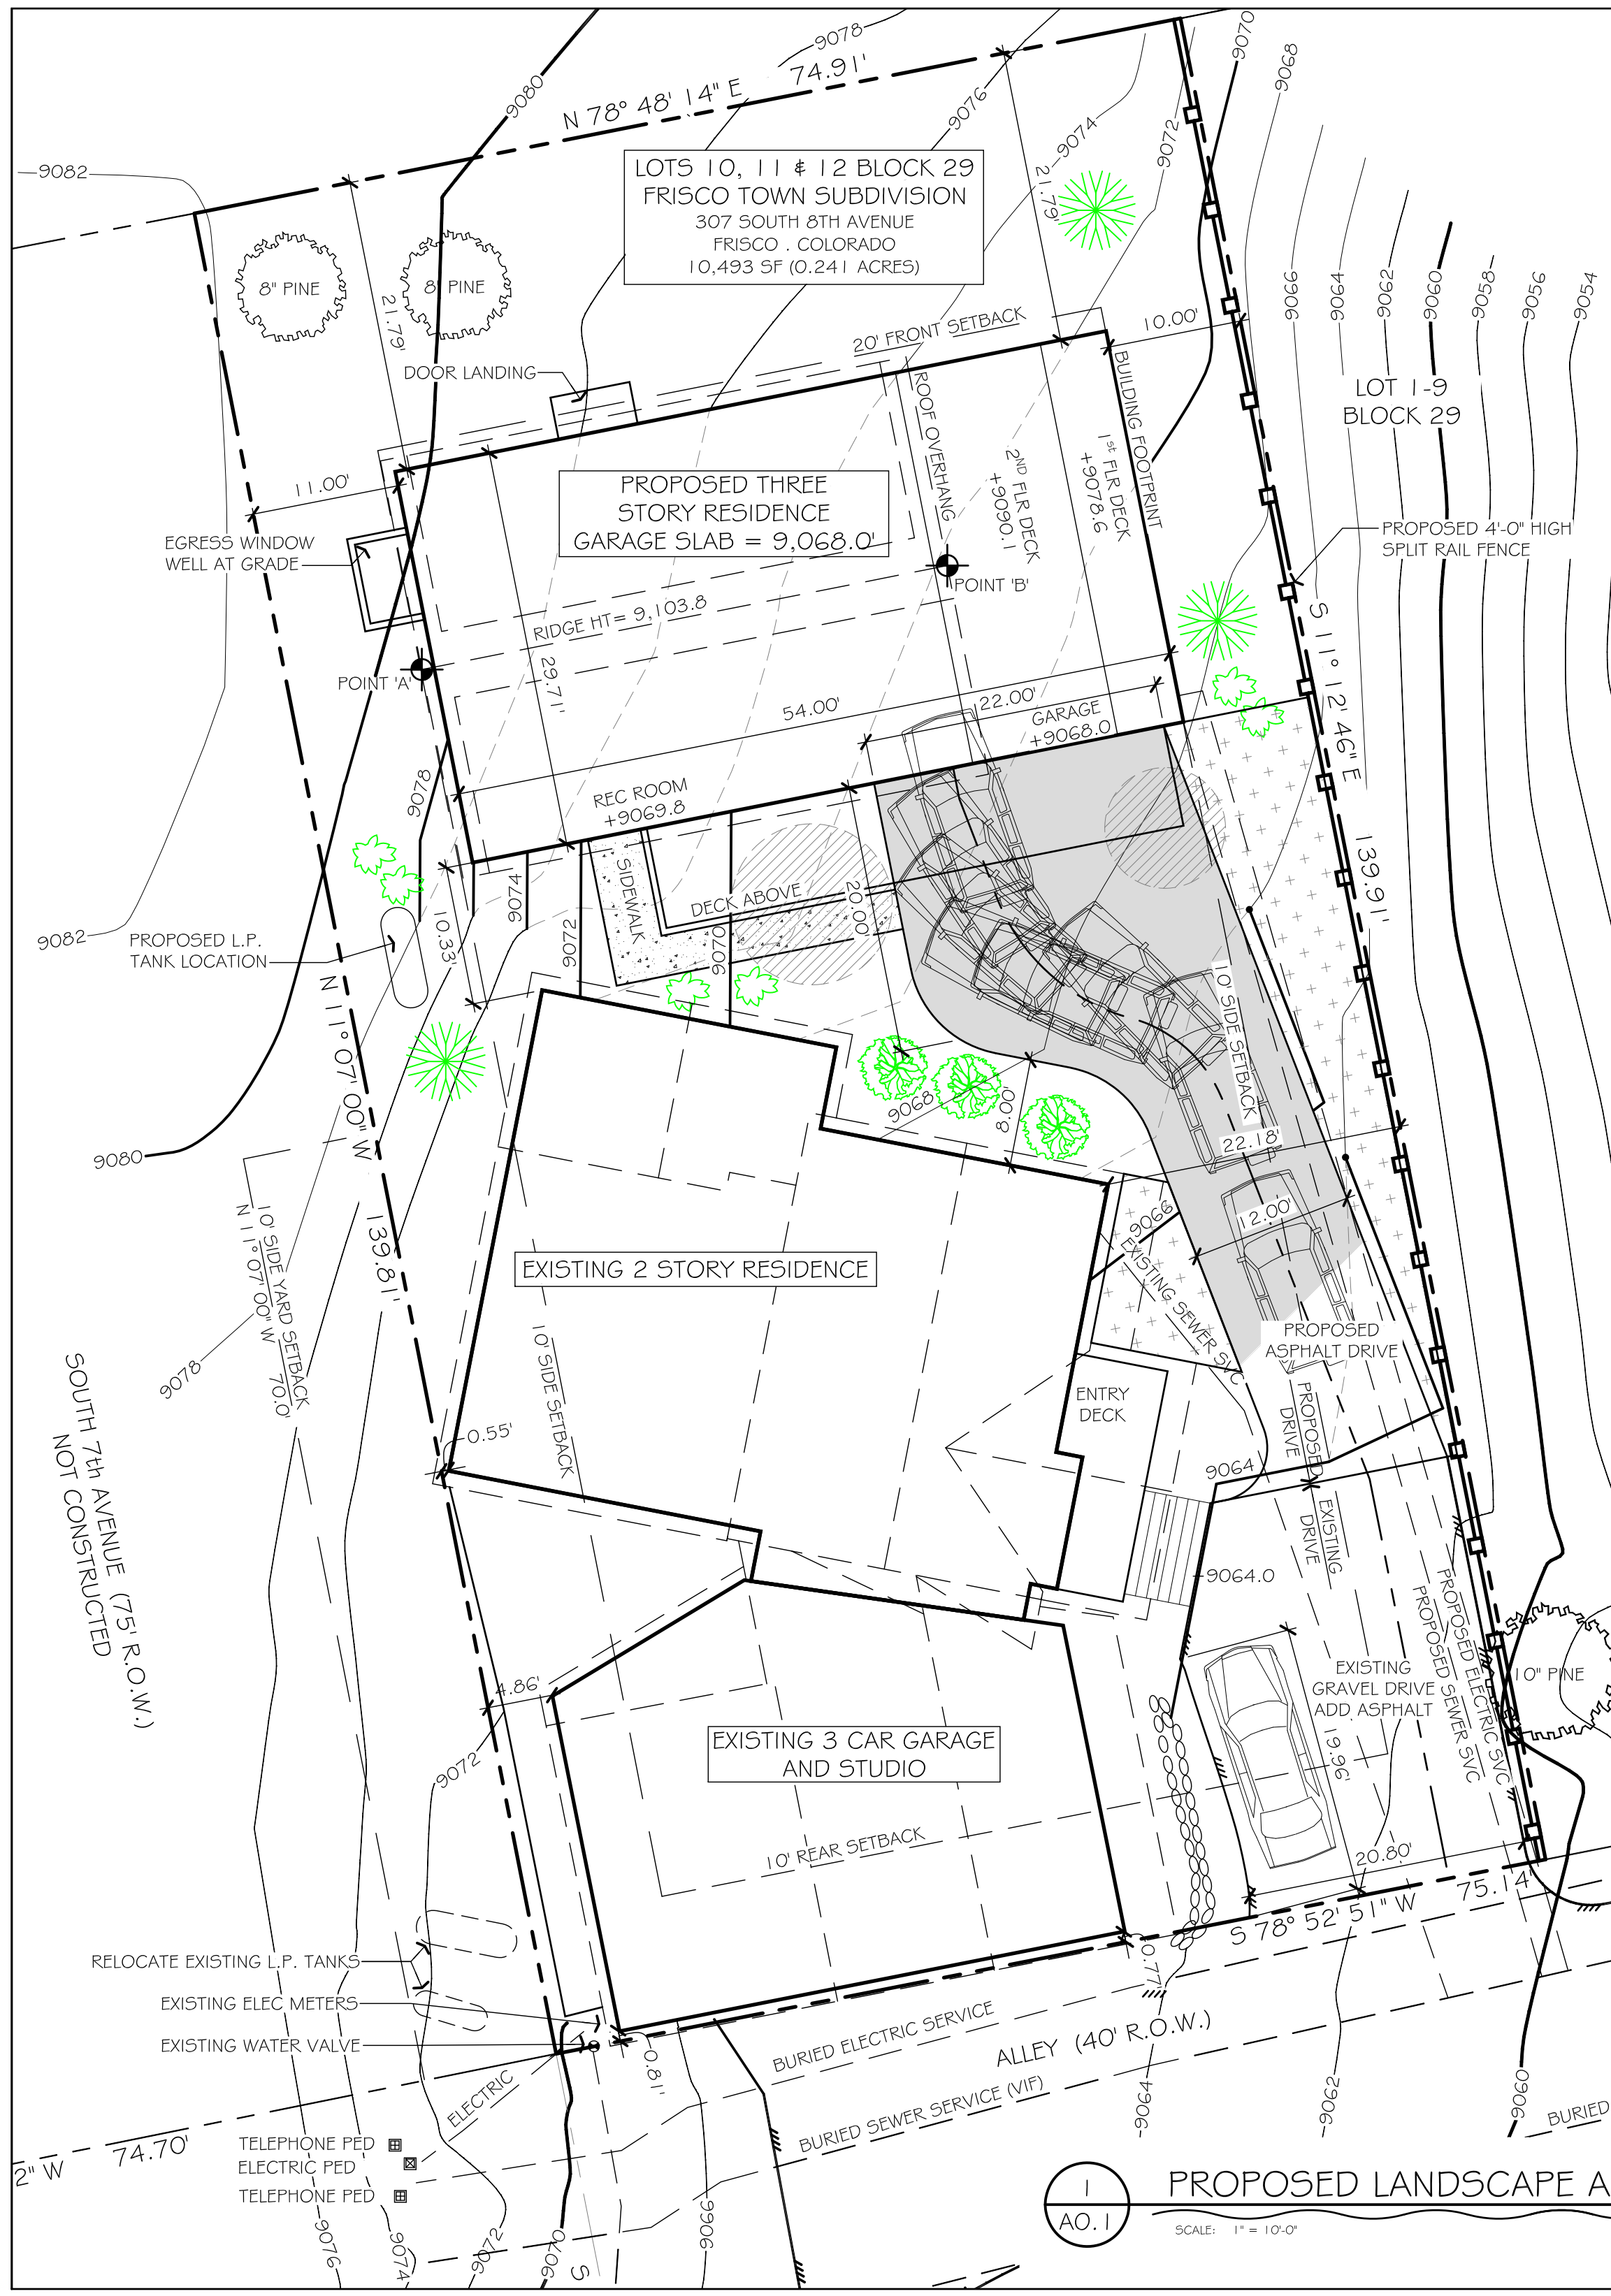 9078
9070
9080
9068
N 78° 48' 14" E 74.91'
9076
9074
9072
9082
LOTS 10, 11 & 12 BLOCK 29
FRISCO TOWN SUBDIVISION
307 SOUTH 8TH AVENUE
FRISCO . COLORADO
10,493 SF (0.241 ACRES)
21.79'
8" PINE
8" PINE
21.79'
9066
9064
9062
9060
9058
9056
9054
20' FRONT SETBACK
10.00'
DOOR LANDING
LOT 1-9
BLOCK 29
ROOF OVERHANG
BUILDING FOOTPRINT
2ND FLR DECK
+9090.1
1st FLR DECK
+9078.6
11.00'
PROPOSED THREE
STORY RESIDENCE
GARAGE SLAB = 9,068.0'
PROPOSED 4'-0" HIGH
SPLIT RAIL FENCE
EGRESS WINDOW
WELL AT GRADE
POINT 'B'
RIDGE HT= 9,103.8
S 11° 12' 46" E
139.91'
POINT 'A'
29.71'
54.00'
22.00'
GARAGE
+9068.0
REC ROOM
+9069.8
9078
9074
9072
9070
SIDEWALK
DECK ABOVE
20.00'
9082
PROPOSED L.P.
TANK LOCATION
10.33'
N 11° 07' 00" W
139.81'
10' SIDE SETBACK
9068
8.00'
22.18'
9080
10' SIDE YARD SETBACK
N 11°07' 00" W 70.0'
9066
12.00'
EXISTING SEWER SVC
EXISTING 2 STORY RESIDENCE
PROPOSED
ASPHALT DRIVE
9078
10' SIDE SETBACK
ENTRY
DECK
PROPOSED
DRIVE
0.55'
9064
EXISTING
DRIVE
SOUTH 7th AVENUE (75' R.O.W.)
NOT CONSTRUCTED
9064.0
PROPOSED ELECTRIC SVC
PROPOSED SEWER SVC
10" PINE
EXISTING
GRAVEL DRIVE
ADD ASPHALT
19.96'
4.86'
9072
EXISTING 3 CAR GARAGE
AND STUDIO
10' REAR SETBACK
20.80'
S 78° 52' 51" W 75.14'
RELOCATE EXISTING L.P. TANKS
EXISTING ELEC METERS
EXISTING WATER VALVE
0.77'
0.81'
BURIED ELECTRIC SERVICE
ALLEY (40' R.O.W.)
BURIED SEWER SERVICE (VIF)
ELECTRIC
9064
9062
9060
BURIED
2" W 74.70'
TELEPHONE PED
ELECTRIC PED
TELEPHONE PED
9076
9074
9072
9070
S
9066
1
A0.1
PROPOSED LANDSCAPE A
SCALE: 1" = 10'-0"